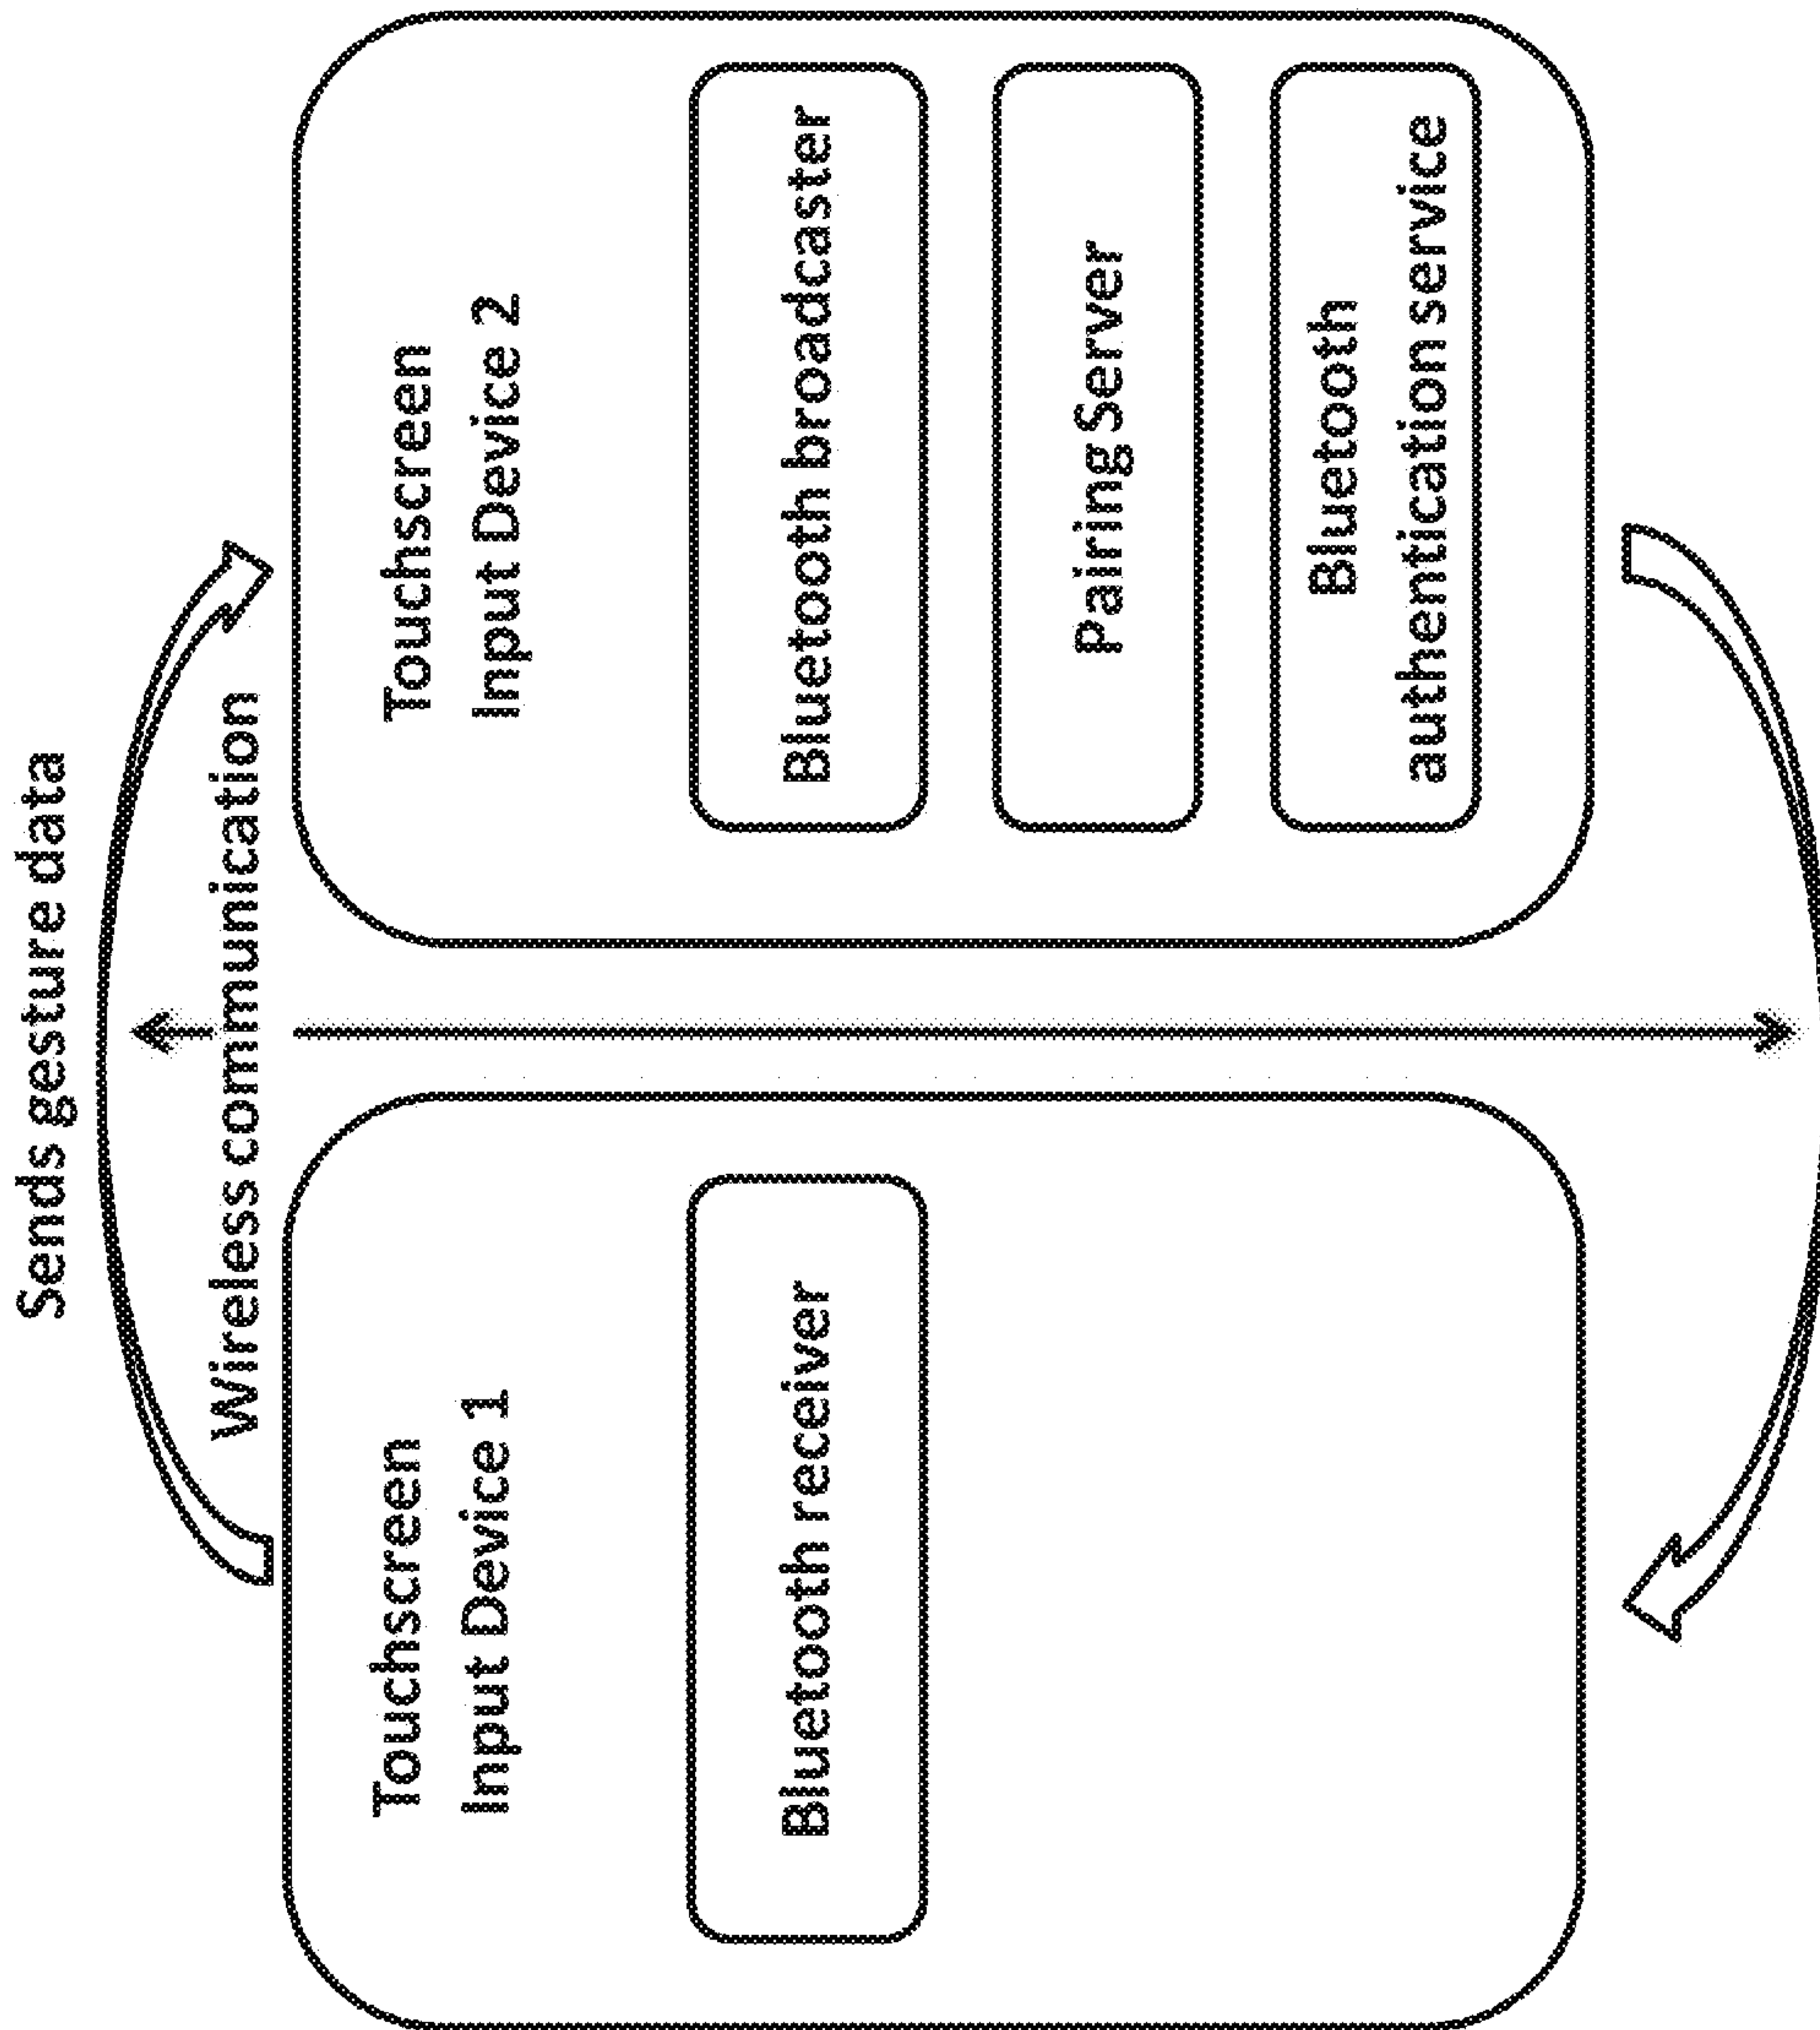 Sends gesture data
Wireless communication
Touchscreen
Input Device 1
Bluetooth receiver
Touchscreen
Input Device 2
Bluetooth broadcaster
Pairing Server
Bluetooth
authentication service